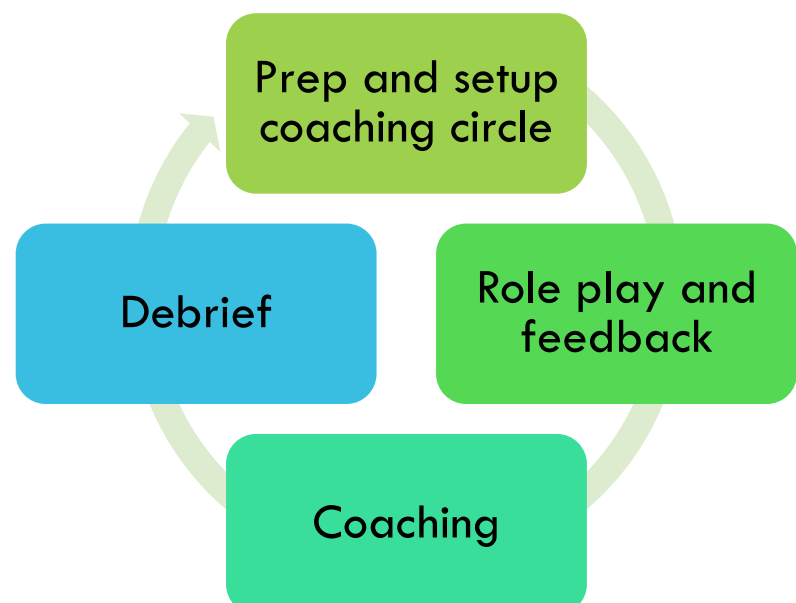 Prep and setup
coaching circle
Role play and
feedback
Coaching
Debrief